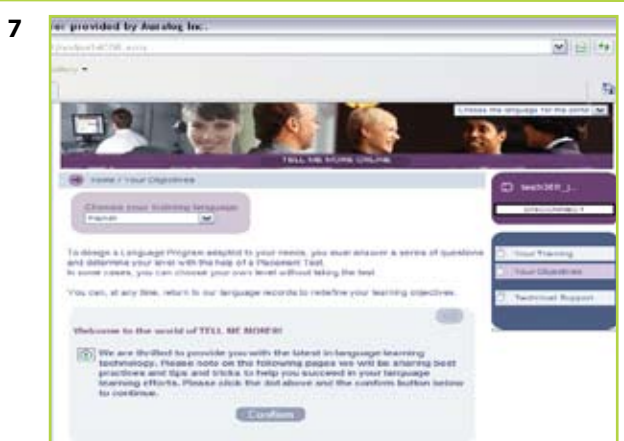 7
er provided by Auralog Inc.
Choose the language for the portal
TELL ME MORE ONLINE
Home / Your Objectives
Choose your training language:
DISCONNECT
To design a Language Program adapted to your needs, you must answer a series of questions
and determine your level with the help of a Placement Test.
In some cases, you can choose your own level without taking the test.
You can, at any time, return to our language records to redefine your learning objectives.
Your Training
Your Objectives
Technical Support
Welcome to the world of TELL ME MORE!!
We are thrilled to provide you with the latest in language learning
technology. Please note on the following pages we will be sharing best
practices and tips and tricks to help you succeed in your language
learning efforts. Please click the dot above and the confirm button below
to continue.
Confirm